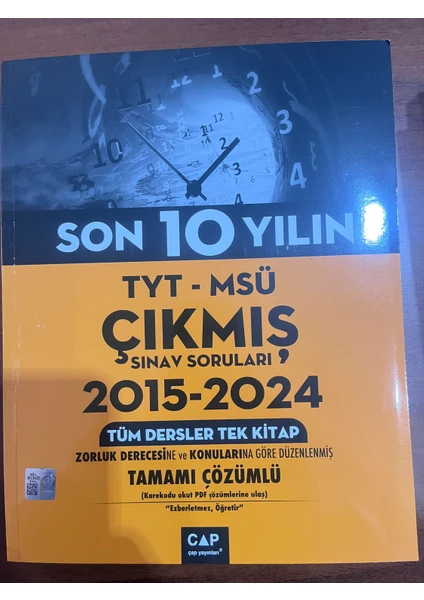 SON 10 YILIN
TYT - MSÜ
ÇIKMIŞ
SINAV SORULARI
2015-2024
TÜM DERSLER TEK KİTAP
ZORLUK DERECESİNE ve KONULARINA GÖRE DÜZENLENMİŞ
TAMAMI ÇÖZÜMLÜ
(Karekodu okut PDF çözümlerine ulaş)
"Ezberletmez, Öğretir"
ÇAP
çap yayınları®